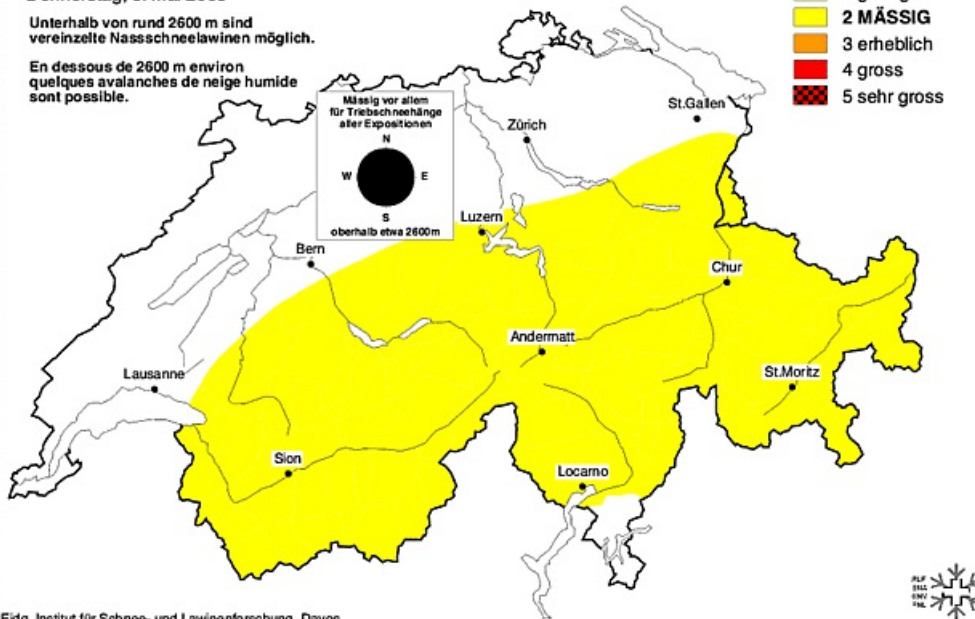 Unterhalb von rund 2600 m sind
vereinzelte Nassschneelawinen möglich.
En dessous de 2600 m environ
quelques avalanches de neige humide
sont possible.
2 MÄSSIG
3 erheblich
4 gross
5 sehr gross
Mässig vor allem
für Triebschneehänge
aller Expositionen
N
W E
S
oberhalb etwa 2600m
St.Gallen
Zürich
Luzern
Bern
Chur
Andermatt
Lausanne
St.Moritz
Sion
Locarno
Eidg. Institut für Schnee- und Lawinenforschung, Davos